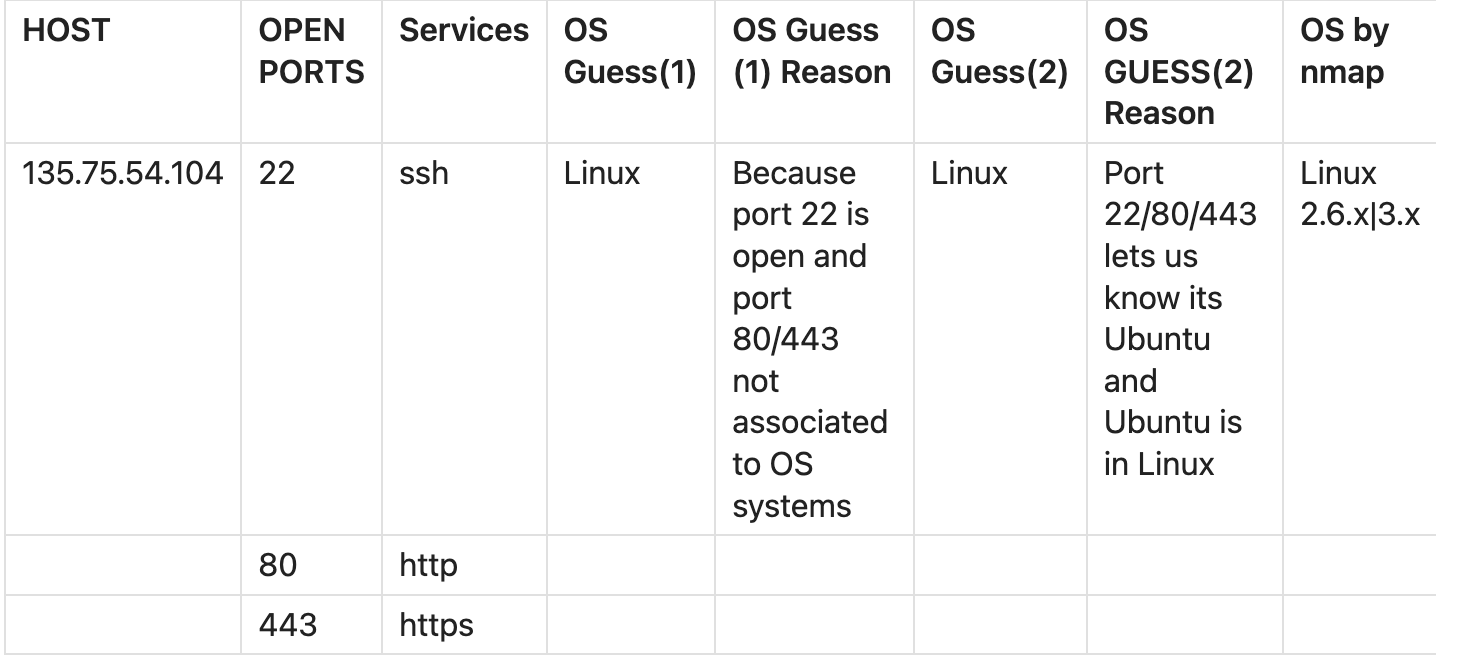 HOST
OPEN
PORTS
Services
OS
Guess(1)
OS Guess
(1) Reason
OS
Guess(2)
OS
GUESS(2)
Reason
OS by
nmap
135.75.54.104
22
ssh
Linux
Because
port 22 is
open and
port
80/443
not
associated
to OS
systems
Linux
Port
22/80/443
lets us
know its
Ubuntu
and
Ubuntu is
in Linux
Linux
2.6.x|3.x
80
http
443
https